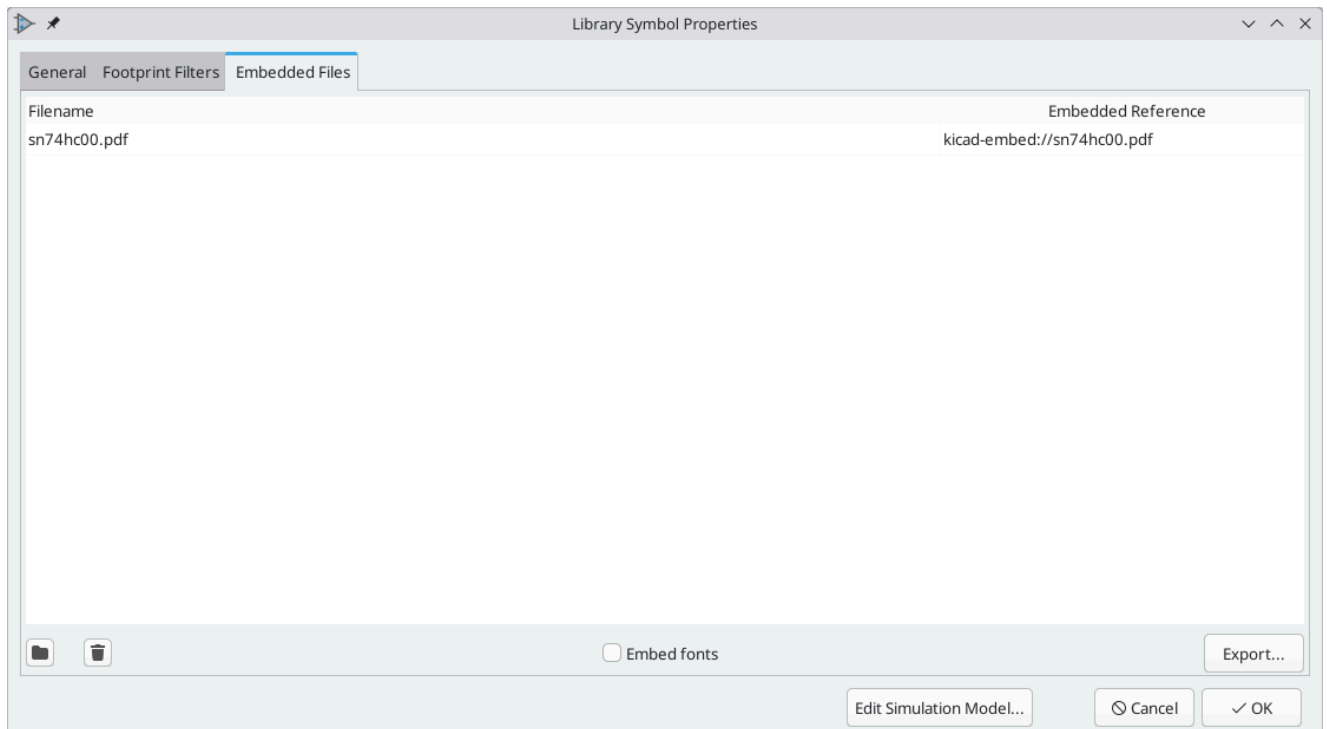 Library Symbol Properties
General Footprint Filters Embedded Files
Filename Embedded Reference
sn74hc00.pdf kicad-embed://sn74hc00.pdf
Embed fonts Export...
Edit Simulation Model... Cancel OK